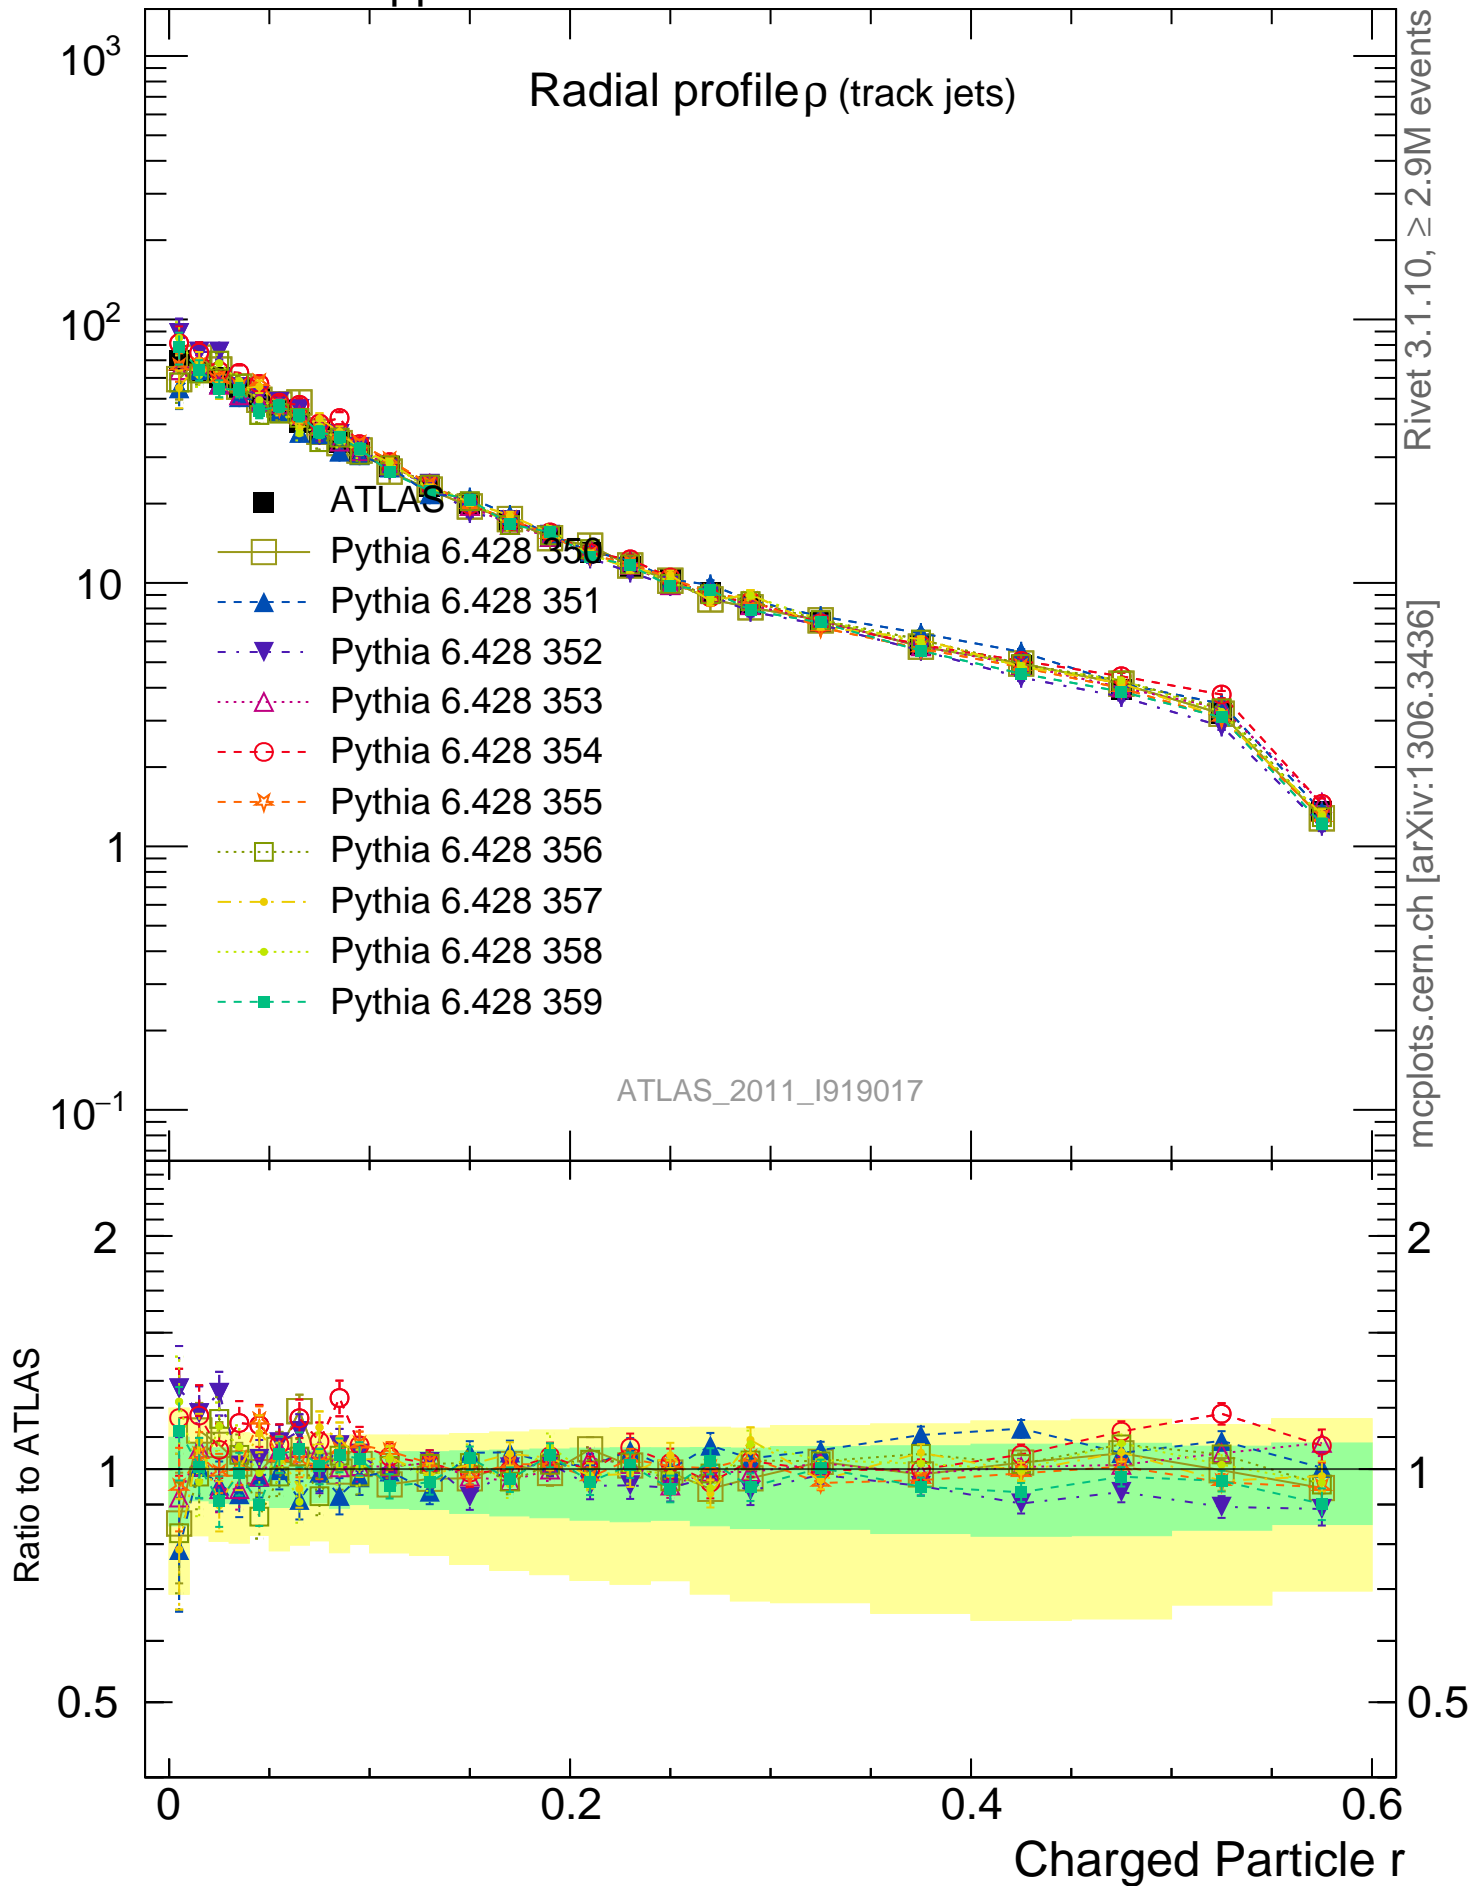 pp
Radial profile ρ (track jets)
10³
10²
10
1
10⁻¹
ATLAS
Pythia 6.428 350
Pythia 6.428 351
Pythia 6.428 352
Pythia 6.428 353
Pythia 6.428 354
Pythia 6.428 355
Pythia 6.428 356
Pythia 6.428 357
Pythia 6.428 358
Pythia 6.428 359
ATLAS_2011_I919017
Rivet 3.1.10, ≥ 2.9M events
mcplots.cern.ch [arXiv:1306.3436]
Ratio to ATLAS
2
1
0.5
2
1
0.5
0
0.2
0.4
0.6
Charged Particle r